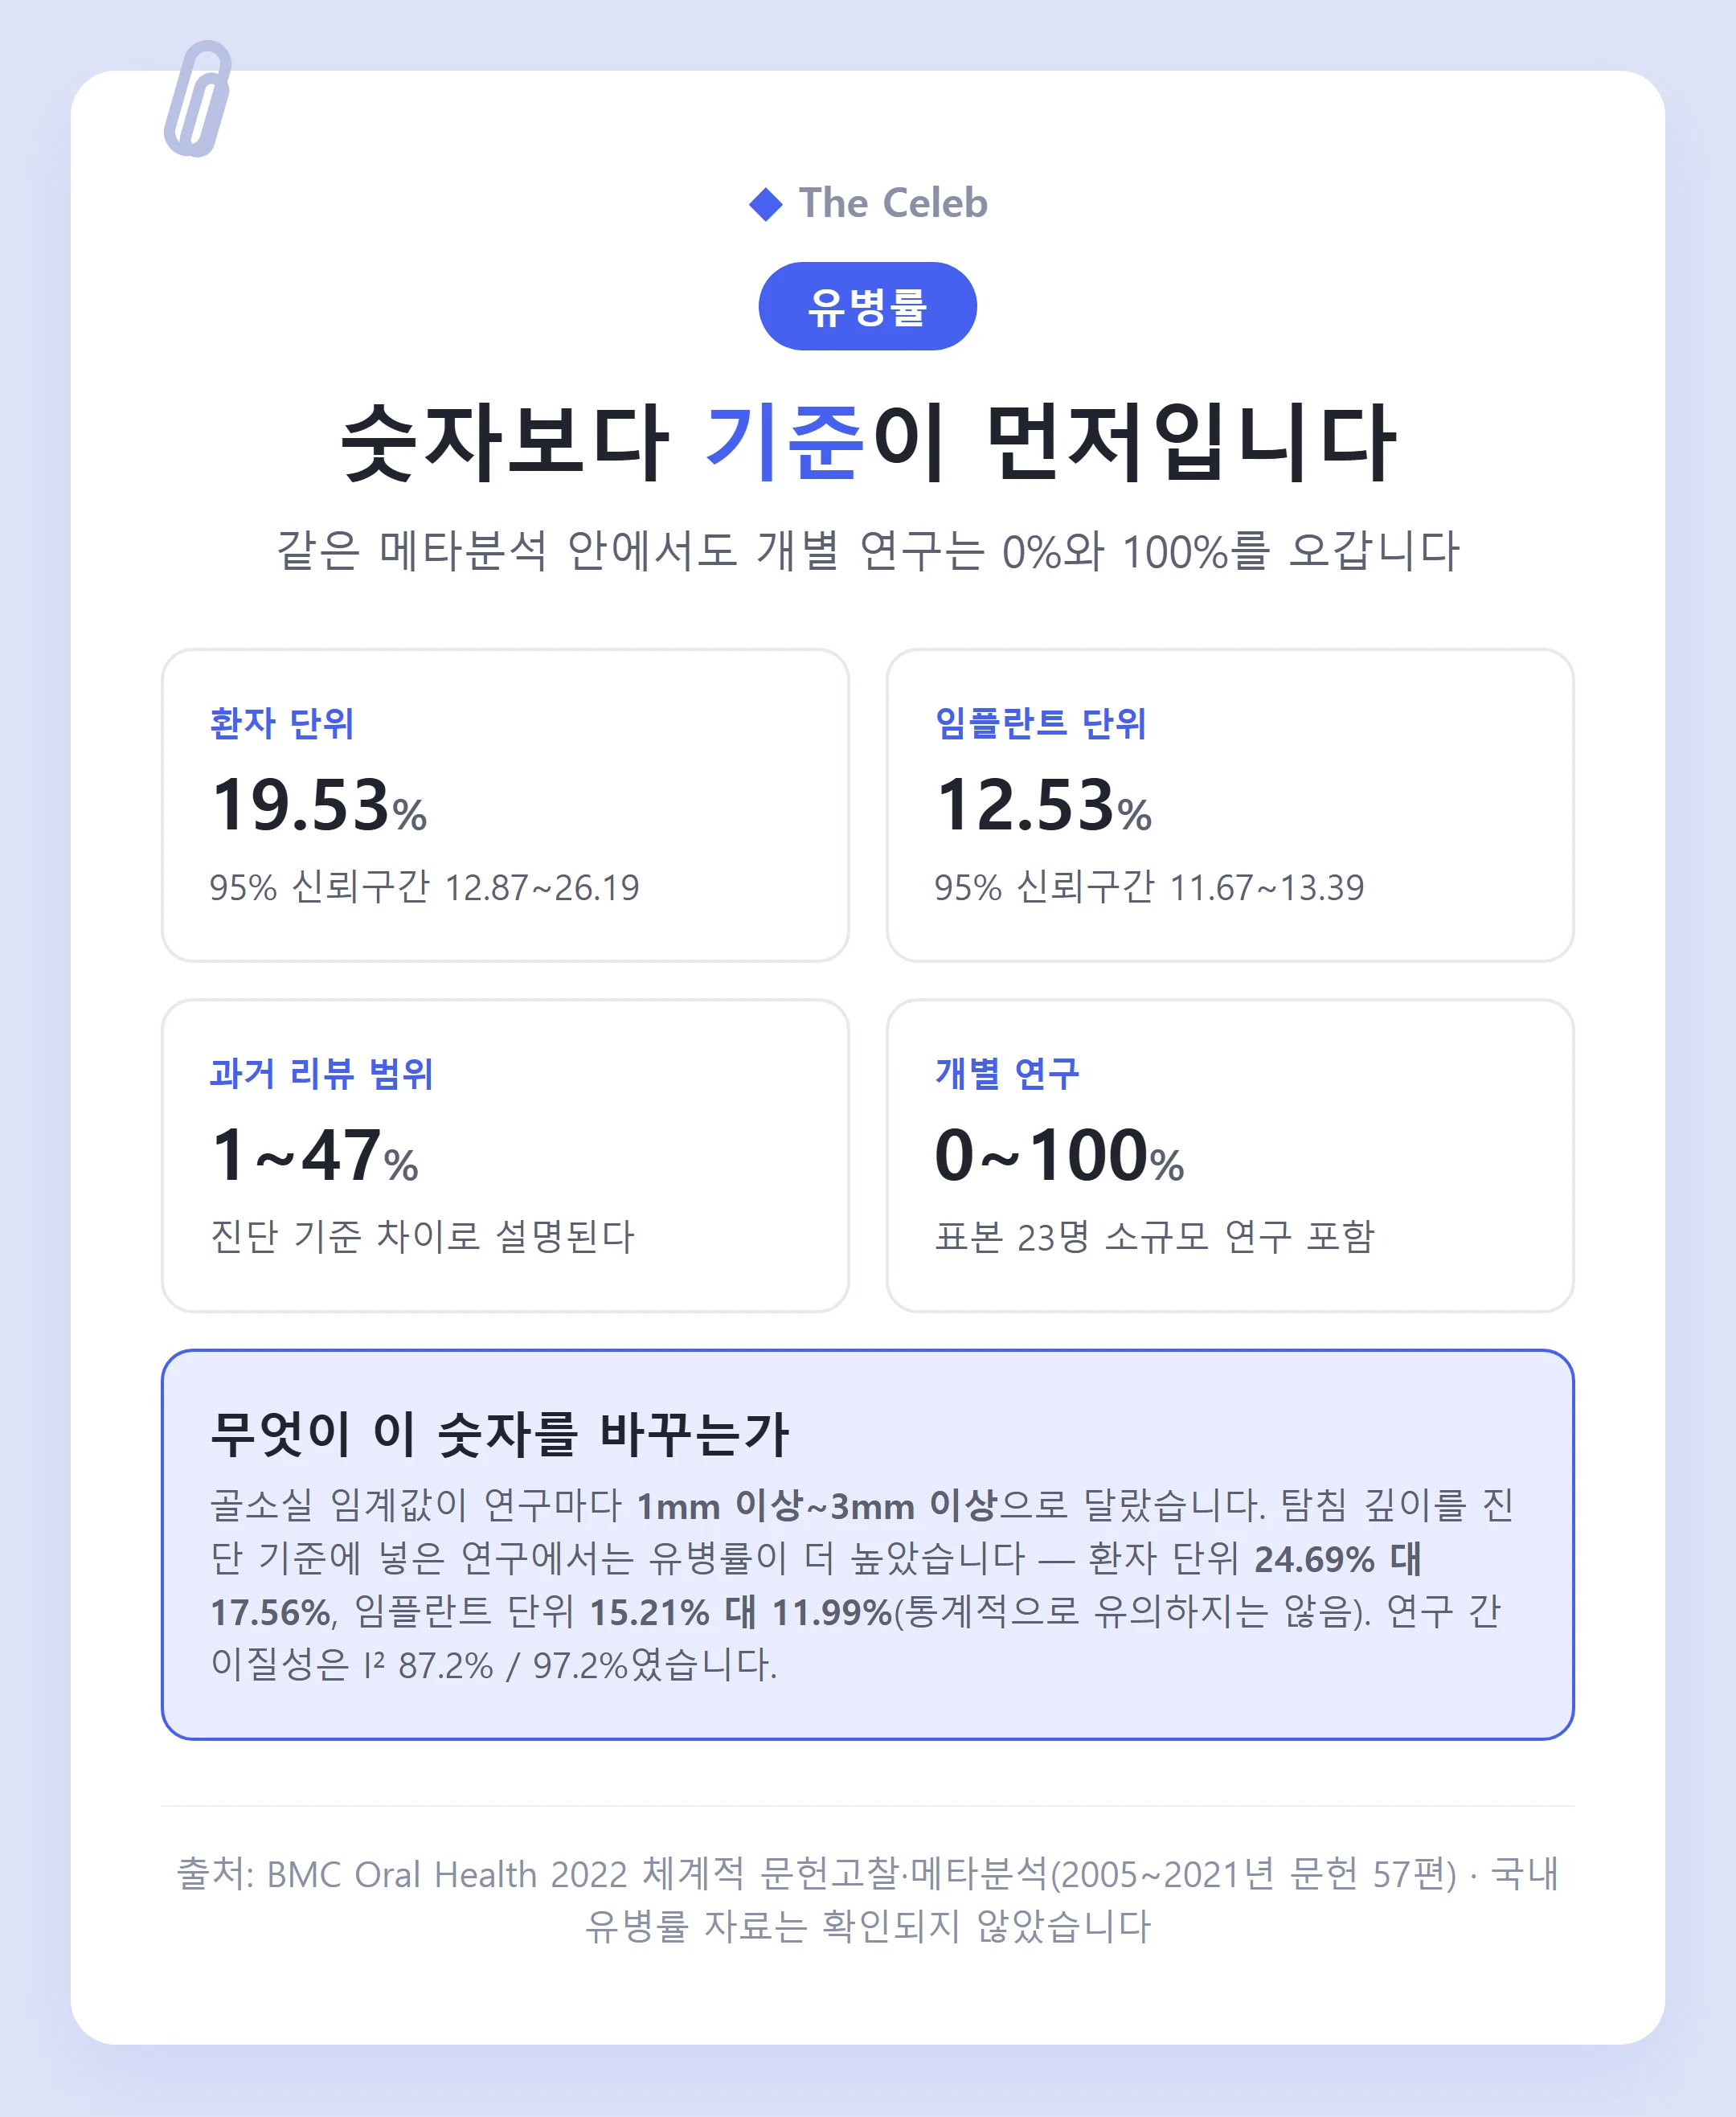 The Celeb
유병률
숫자보다 기준이 먼저입니다
같은 메타분석 안에서도 개별 연구는 0%와 100%를 오갑니다
환자 단위
19.53%
95% 신뢰구간 12.87~26.19
임플란트 단위
12.53%
95% 신뢰구간 11.67~13.39
과거 리뷰 범위
1~47%
진단 기준 차이로 설명된다
개별 연구
0~100%
표본 23명 소규모 연구 포함
무엇이 이 숫자를 바꾸는가
골소실 임계값이 연구마다 1mm 이상~3mm 이상으로 달랐습니다. 탐침 깊이를 진
단 기준에 넣은 연구에서는 유병률이 더 높았습니다 — 환자 단위 24.69% 대
17.56%, 임플란트 단위 15.21% 대 11.99%(통계적으로 유의하지는 않음). 연구 간
이질성은 I² 87.2% / 97.2%였습니다.
출처: BMC Oral Health 2022 체계적 문헌고찰·메타분석(2005~2021년 문헌 57편) · 국내
유병률 자료는 확인되지 않았습니다